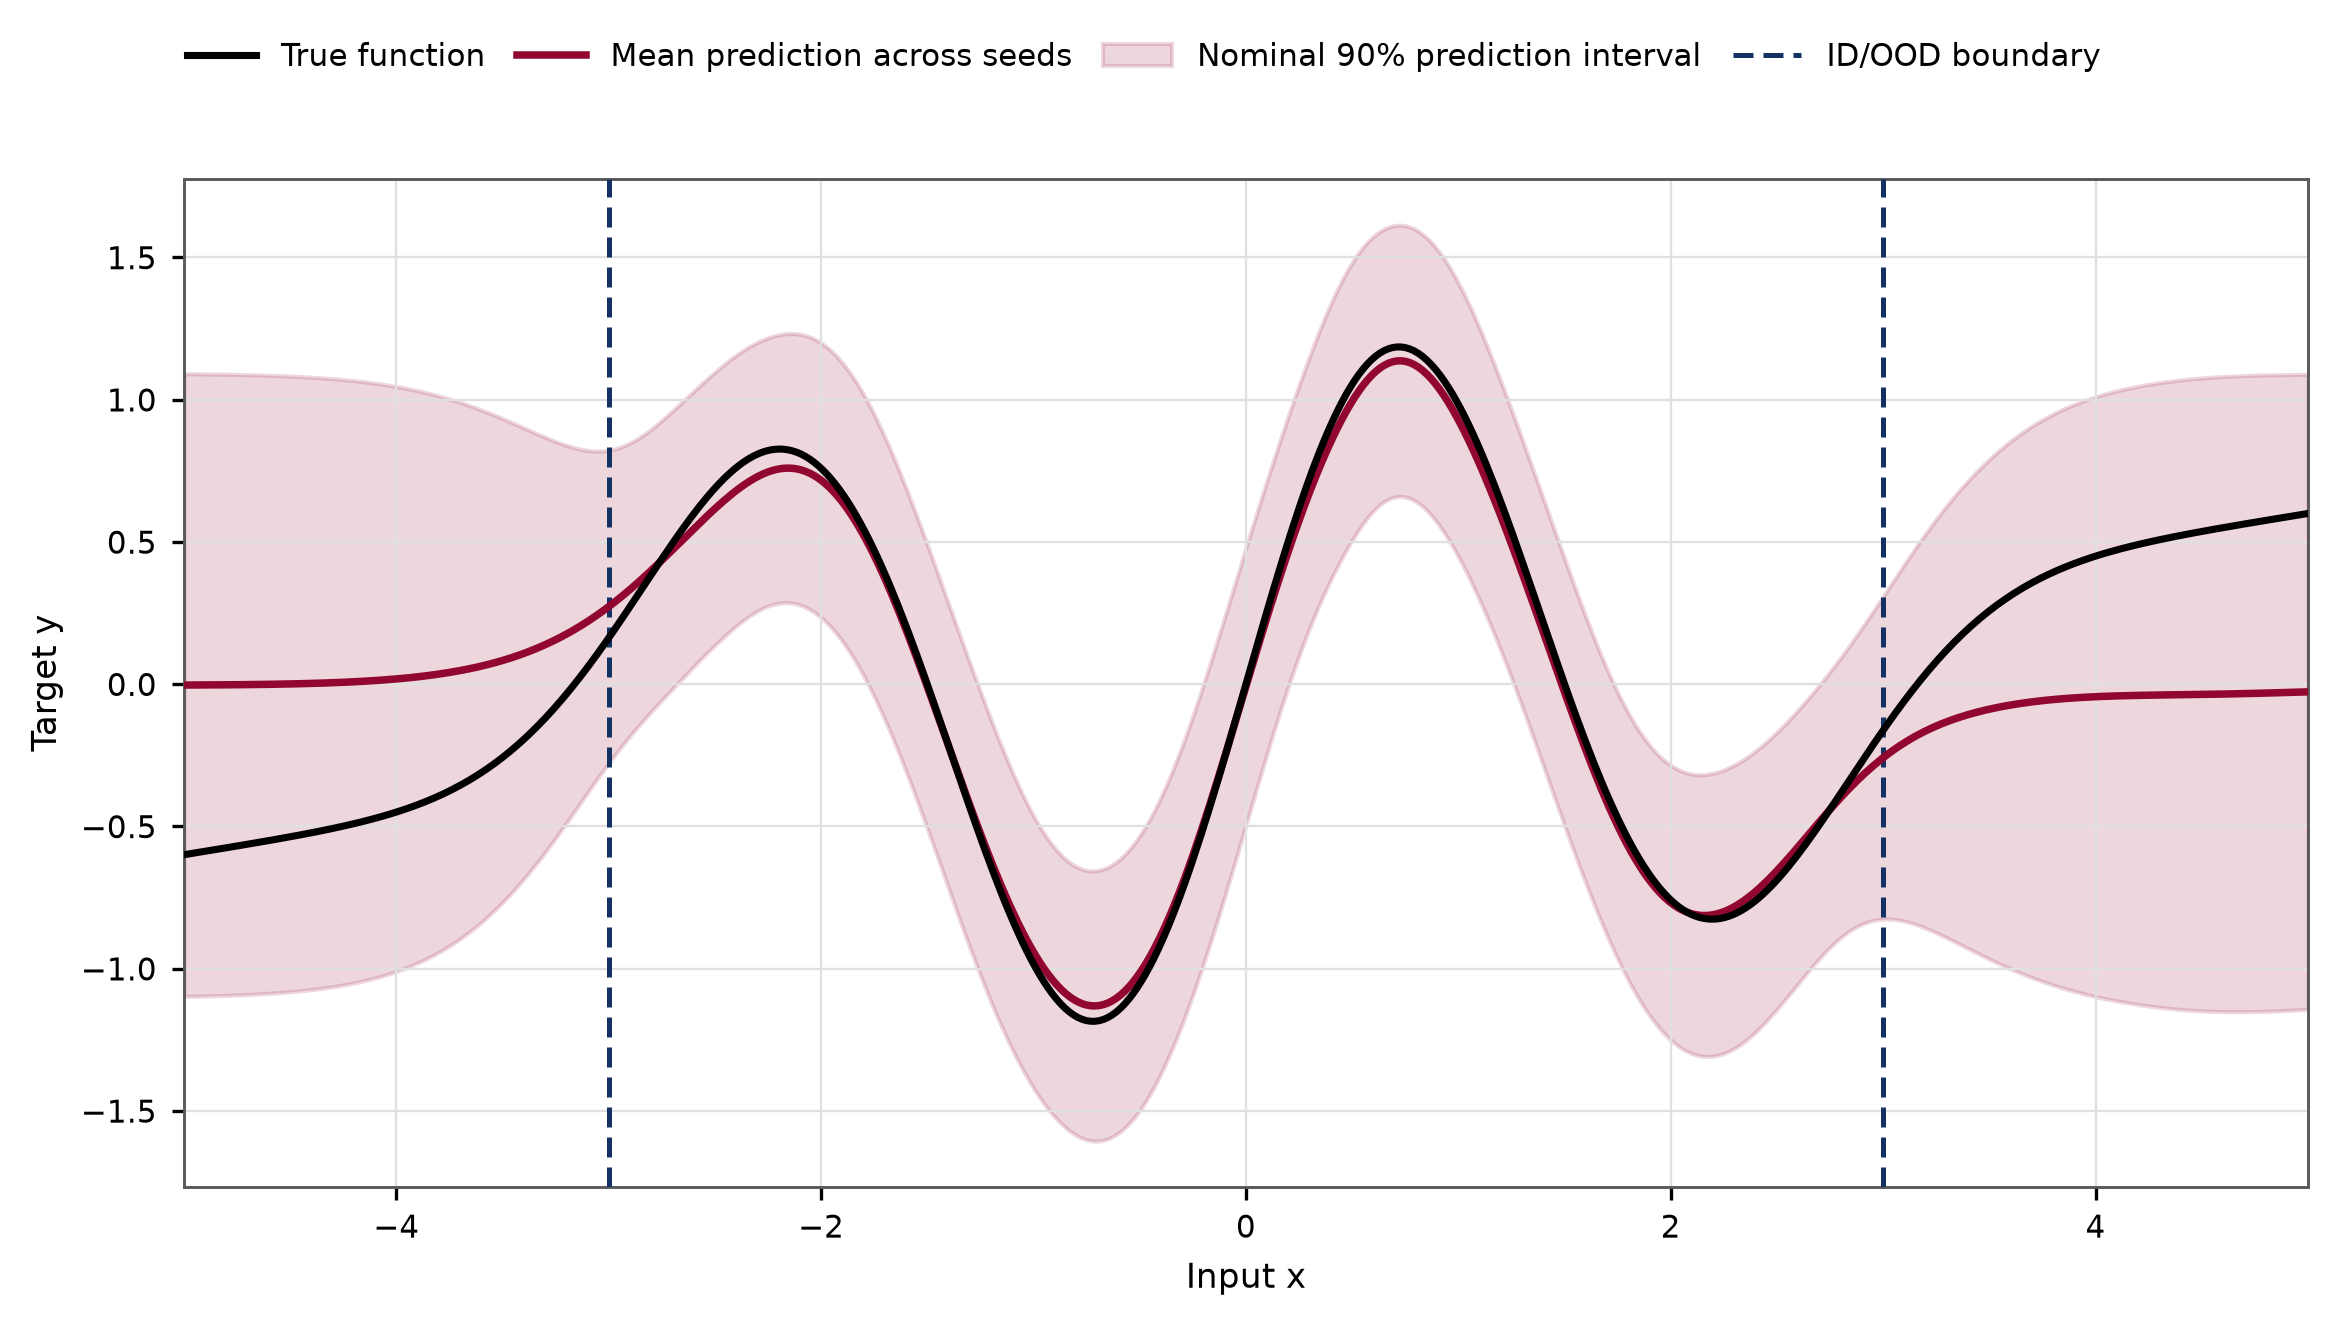 True function
Mean prediction across seeds
Nominal 90% prediction interval
ID/OOD boundary
Target y
1.5
1.0
0.5
0.0
−0.5
−1.0
−1.5
−4
−2
0
2
4
Input x